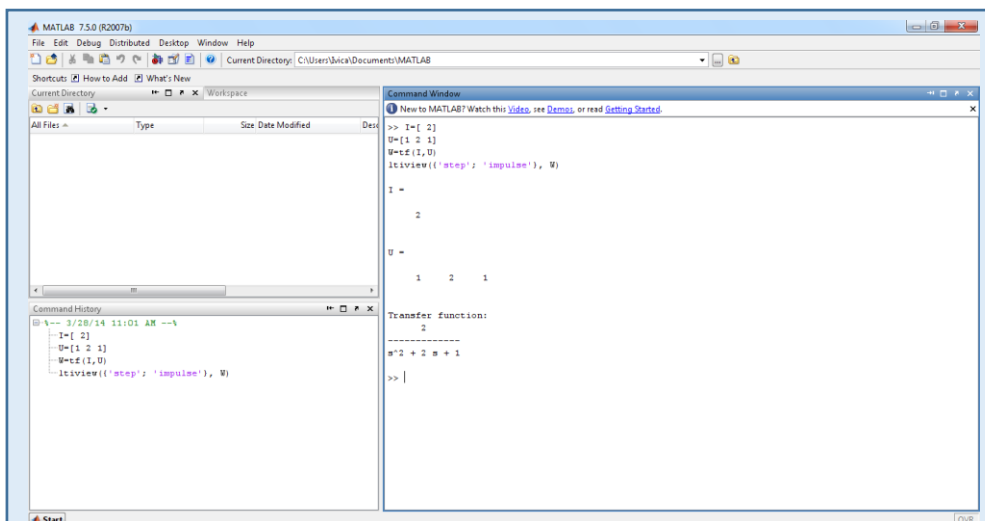 MATLAB 7.5.0 (R2007b)
File Edit Debug Distributed Desktop Window Help
Current Directory: C:\Users\Ivica\Documents\MATLAB
Shortcuts How to Add What's New
Current Directory Workspace
All Files Type Size Date Modified Desc
Command History
%-- 3/28/14 11:01 AM --%
I=[ 2]
U=[1 2 1]
W=tf(I,U)
ltiview({'step'; 'impulse'}, W)
Command Window
New to MATLAB? Watch this Video, see Demos, or read Getting Started.
>> I=[ 2]
U=[1 2 1]
W=tf(I,U)
ltiview({'step'; 'impulse'}, W)
I =
2
U =
1 2 1
Transfer function:
2
-------------
s^2 + 2 s + 1
>>
Start
OVR